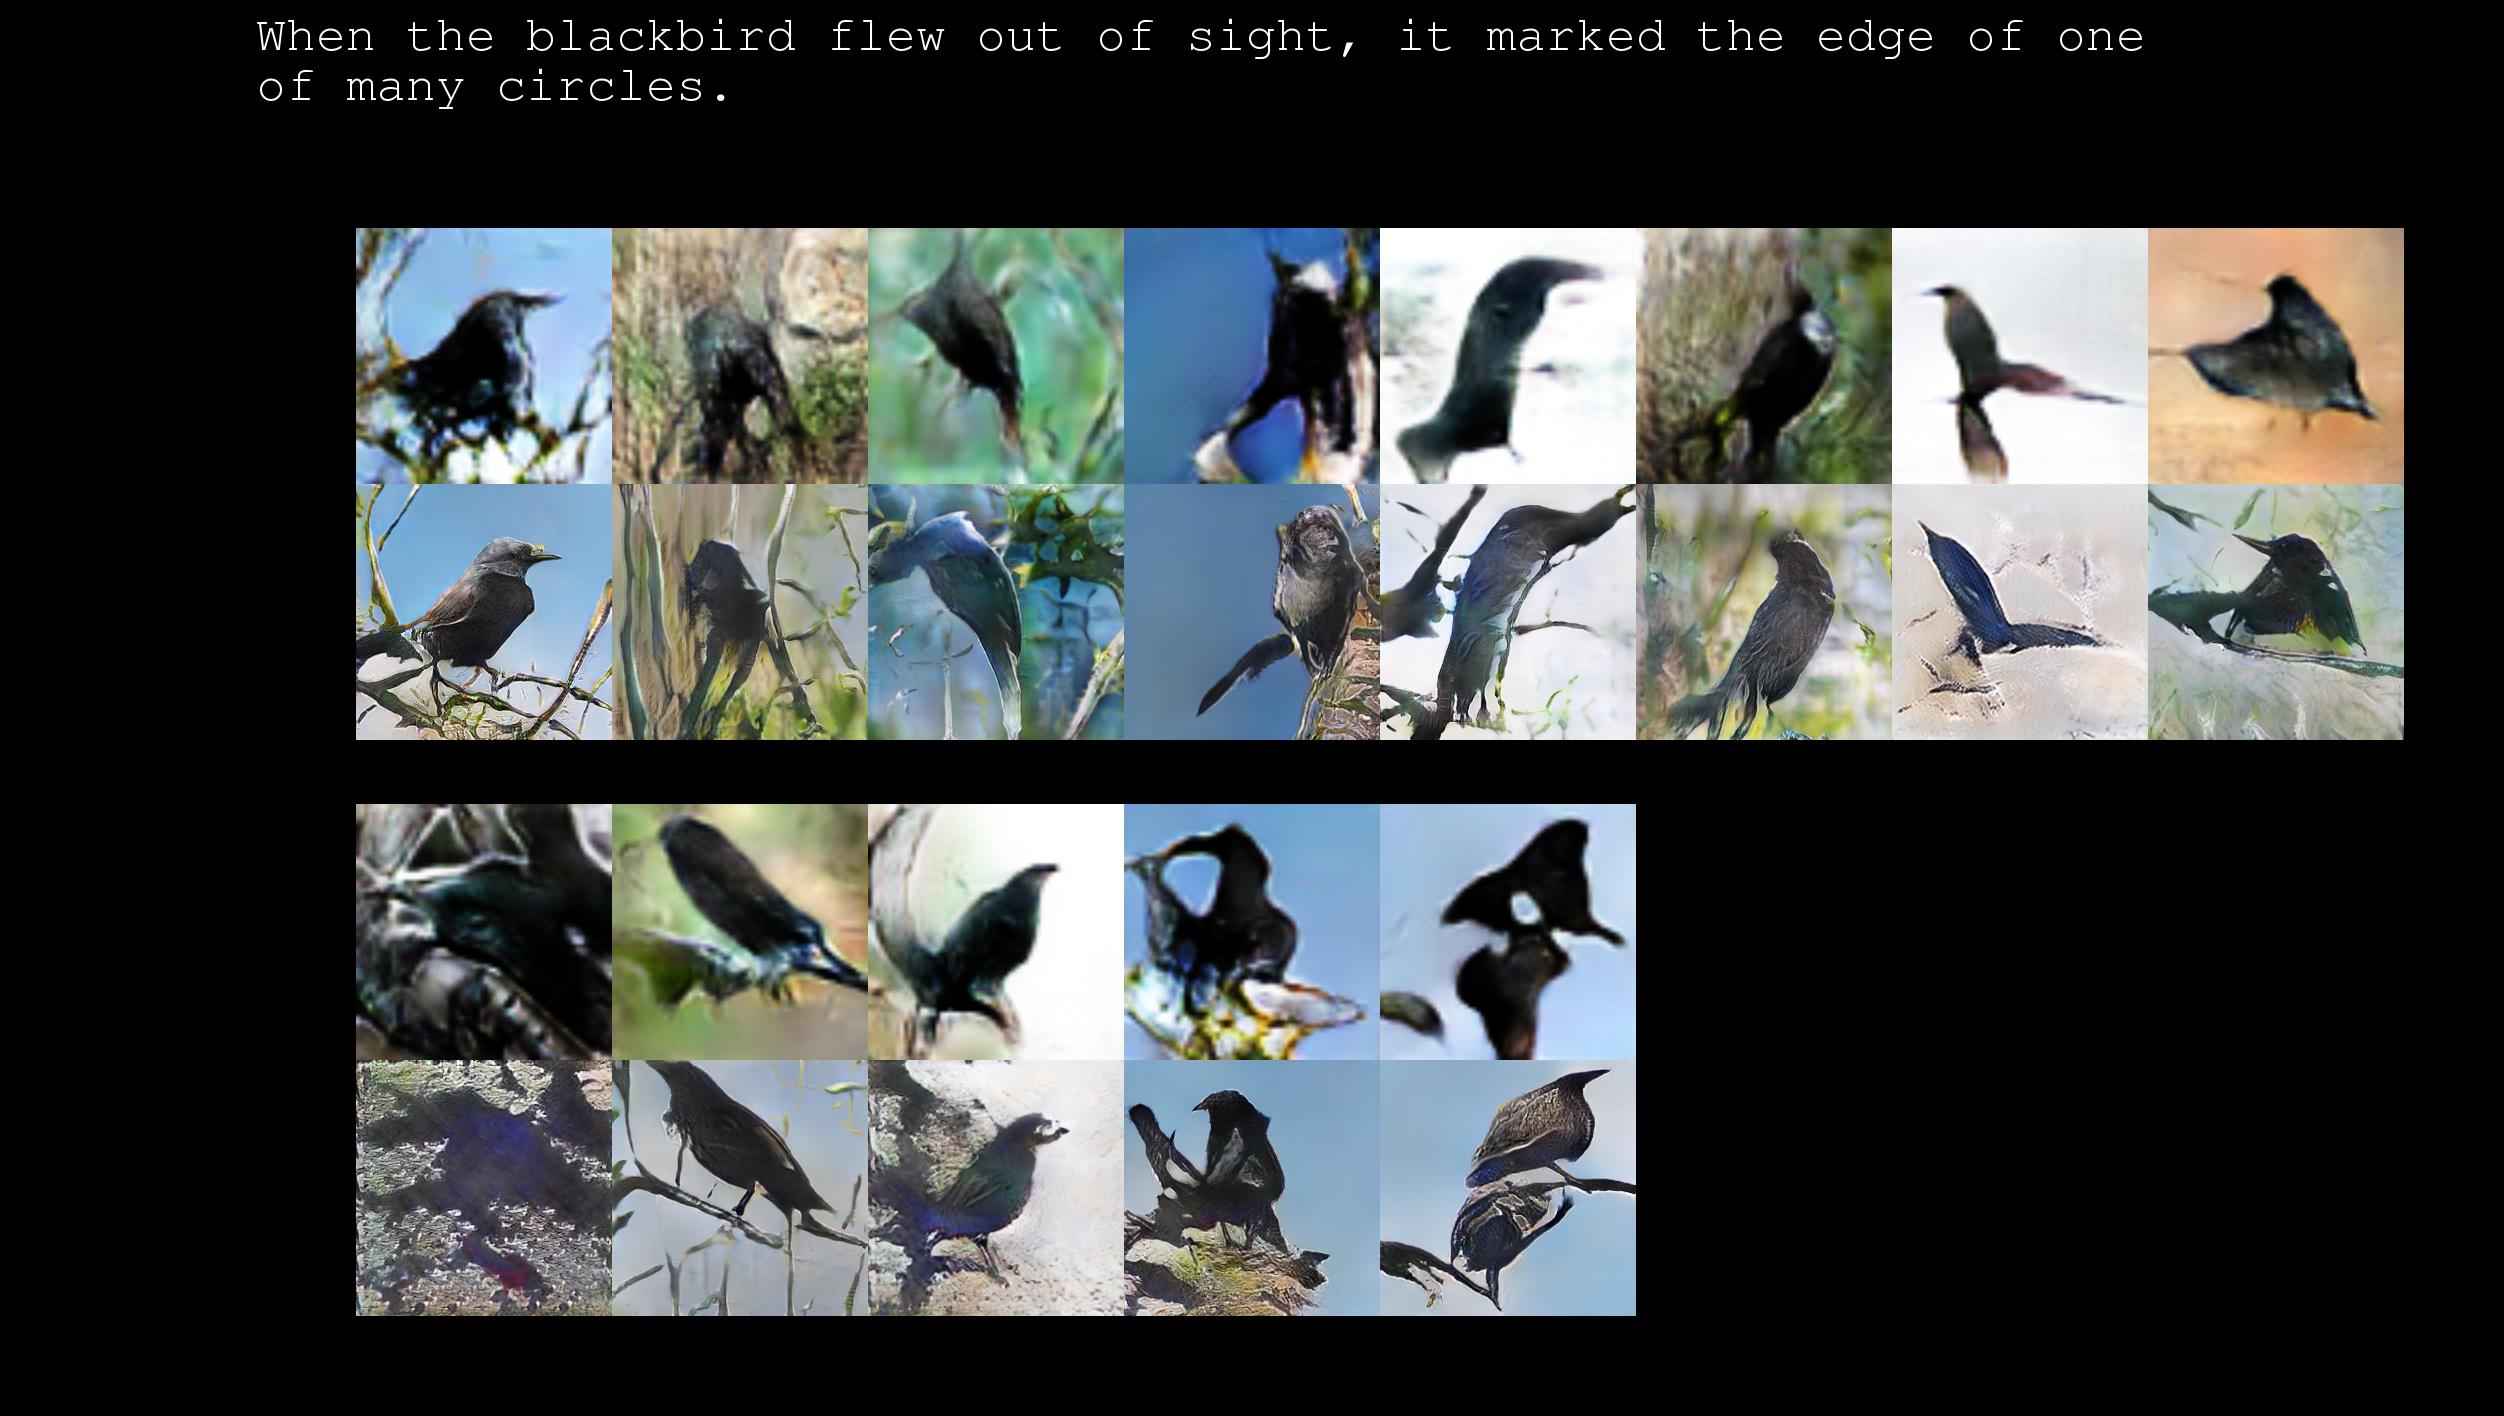 When the blackbird flew out of sight, it marked the edge of one
of many circles.